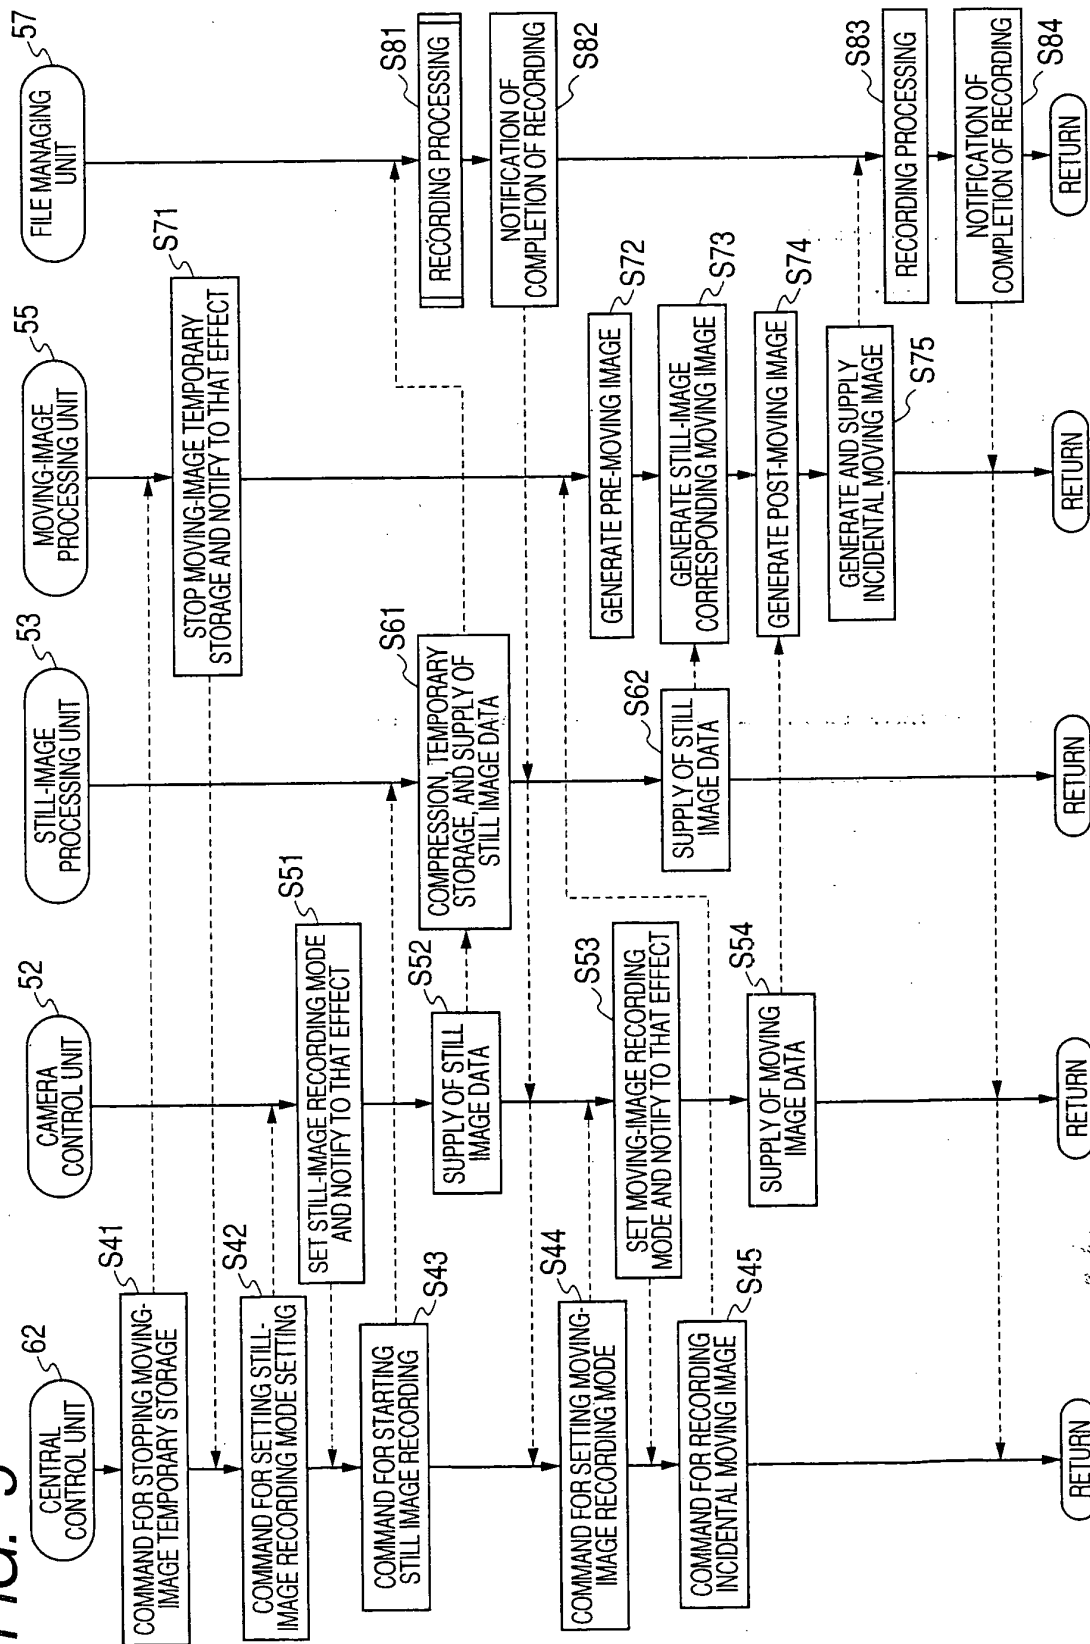 FIG. 9
CENTRAL
CONTROL UNIT
62
COMMAND FOR STOPPING MOVING-
IMAGE TEMPORARY STORAGE
S41
COMMAND FOR SETTING STILL-
IMAGE RECORDING MODE SETTING
S42
COMMAND FOR STARTING
STILL IMAGE RECORDING
S43
COMMAND FOR SETTING MOVING-
IMAGE RECORDING MODE
S44
COMMAND FOR RECORDING
INCIDENTAL MOVING IMAGE
S45
RETURN
CAMERA
CONTROL UNIT
52
SET STILL-IMAGE RECORDING MODE
AND NOTIFY TO THAT EFFECT
S51
SUPPLY OF STILL
IMAGE DATA
S52
SET MOVING-IMAGE RECORDING
MODE AND NOTIFY TO THAT EFFECT
S53
SUPPLY OF MOVING
IMAGE DATA
S54
RETURN
STILL-IMAGE
PROCESSING UNIT
53
COMPRESSION, TEMPORARY
STORAGE, AND SUPPLY OF
STILL IMAGE DATA
S61
SUPPLY OF STILL
IMAGE DATA
S62
RETURN
MOVING-IMAGE
PROCESSING UNIT
55
STOP MOVING-IMAGE TEMPORARY
STORAGE AND NOTIFY TO THAT EFFECT
S71
GENERATE PRE-MOVING IMAGE
S72
GENERATE STILL-IMAGE
CORRESPONDING MOVING IMAGE
S73
GENERATE POST-MOVING IMAGE
S74
GENERATE AND SUPPLY
INCIDENTAL MOVING IMAGE
S75
RETURN
FILE MANAGING
UNIT
57
RECORDING PROCESSING
S81
NOTIFICATION OF
COMPLETION OF RECORDING
S82
RECORDING PROCESSING
S83
NOTIFICATION OF
COMPLETION OF RECORDING
S84
RETURN